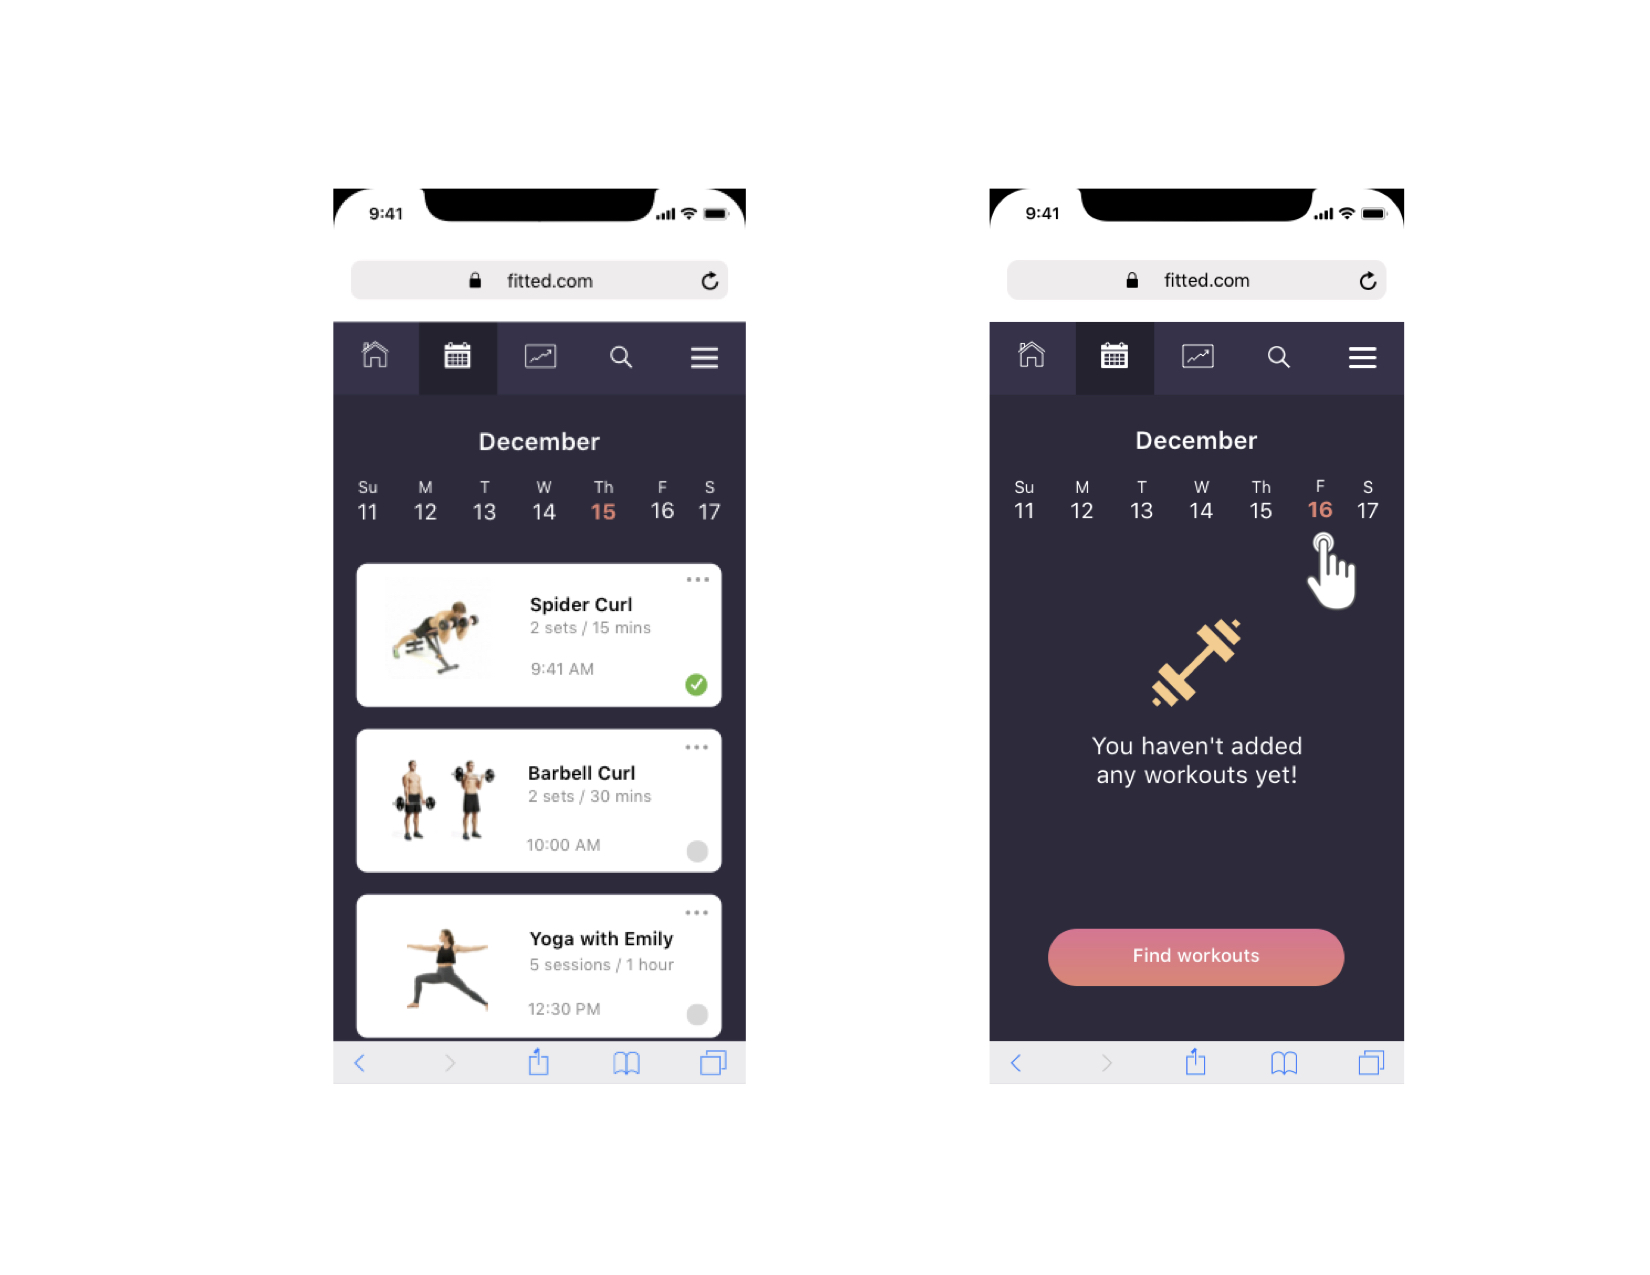 9:41
fitted.com
December
Su M T W Th F S
11 12 13 14 15 16 17
Spider Curl
2 sets / 15 mins
9:41 AM
Barbell Curl
2 sets / 30 mins
10:00 AM
Yoga with Emily
5 sessions / 1 hour
12:30 PM
9:41
fitted.com
December
Su M T W Th F S
11 12 13 14 15 16 17
You haven't added
any workouts yet!
Find workouts